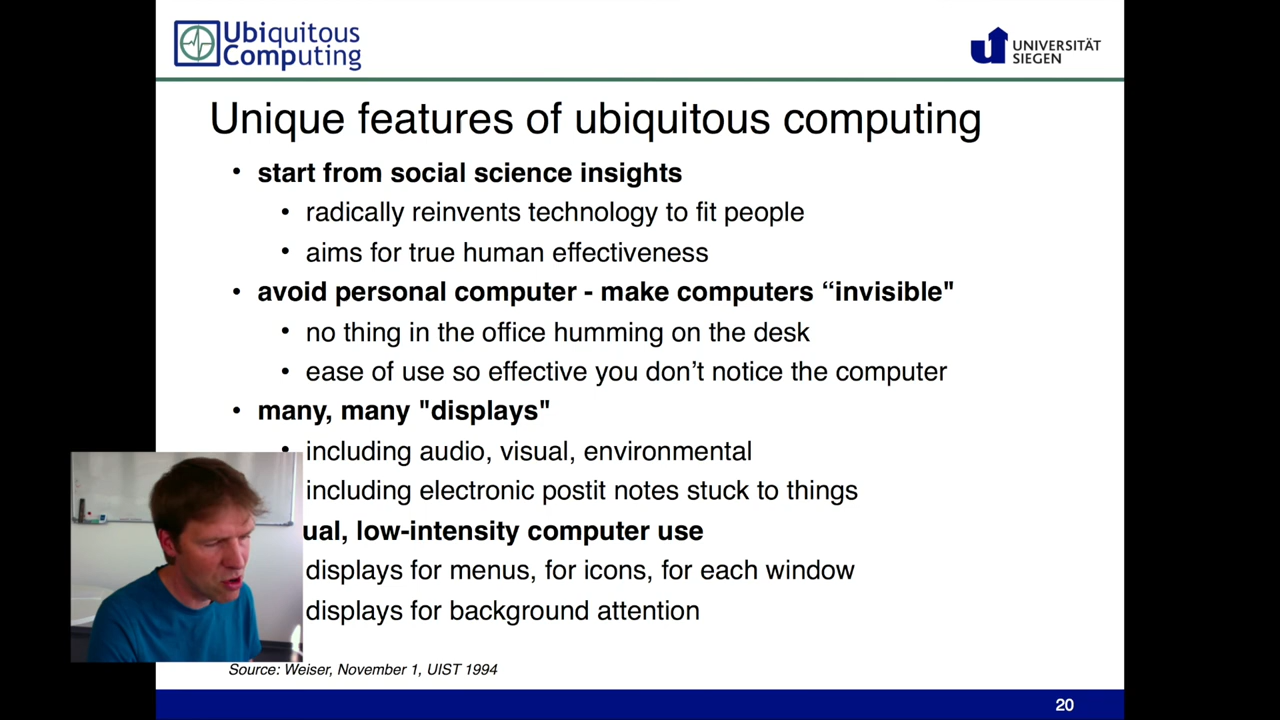 Ubiquitous
Computing
UNIVERSITÄT
SIEGEN
Unique features of ubiquitous computing
• start from social science insights
• radically reinvents technology to fit people
• aims for true human effectiveness
• avoid personal computer - make computers “invisible"
• no thing in the office humming on the desk
• ease of use so effective you don’t notice the computer
• many, many "displays"
• including audio, visual, environmental
including electronic postit notes stuck to things
ual, low-intensity computer use
displays for menus, for icons, for each window
displays for background attention
Source: Weiser, November 1, UIST 1994
20